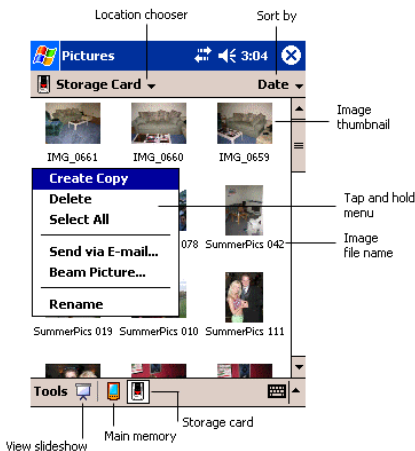 Location chooser
Sort by
Pictures
3:04
Storage Card
Date
Image
thumbnail
IMG_0661
IMG_0660
IMG_0659
Create Copy
Delete
Select All
Tap and hold
menu
078
SummerPics 042
Image
file name
Send via E-mail...
Beam Picture...
Rename
SummerPics 019
SummerPics 010
SummerPics 111
Tools
Storage card
Main memory
View slideshow